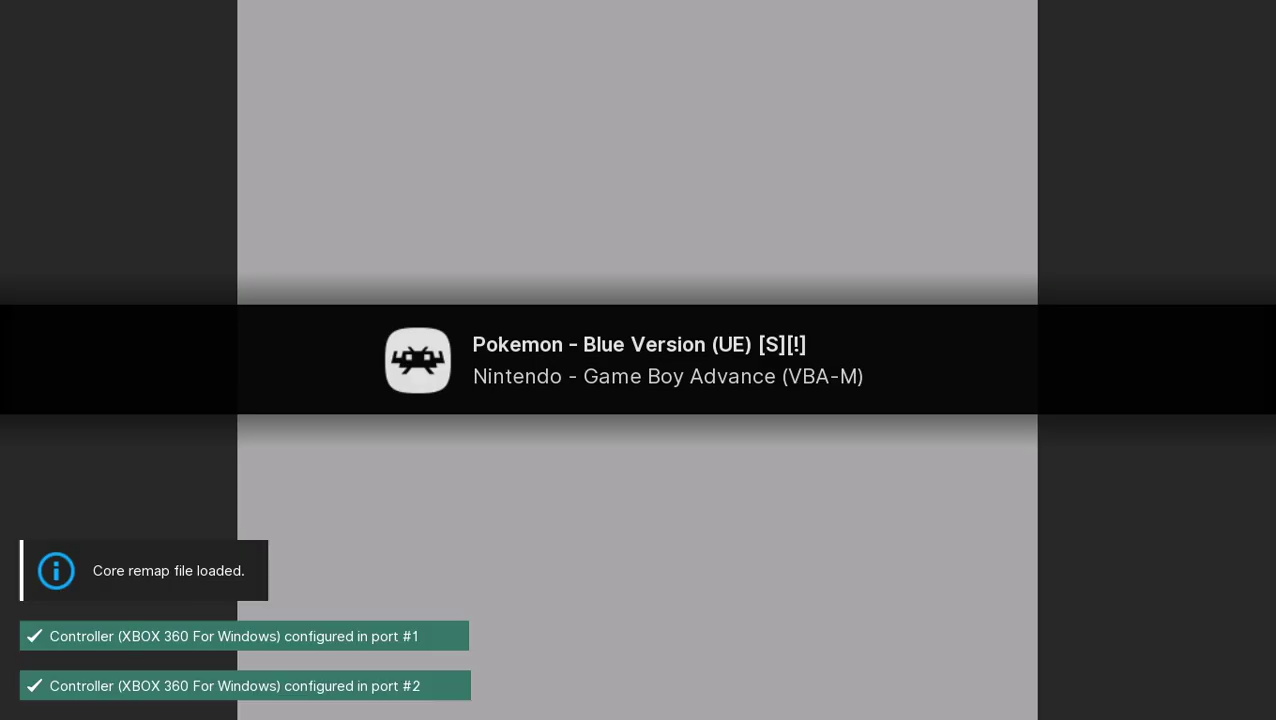 Pokemon - Blue Version (UE) [S][!]
Nintendo - Game Boy Advance (VBA-M)
Core remap file loaded.
Controller (XBOX 360 For Windows) configured in port #1
Controller (XBOX 360 For Windows) configured in port #2